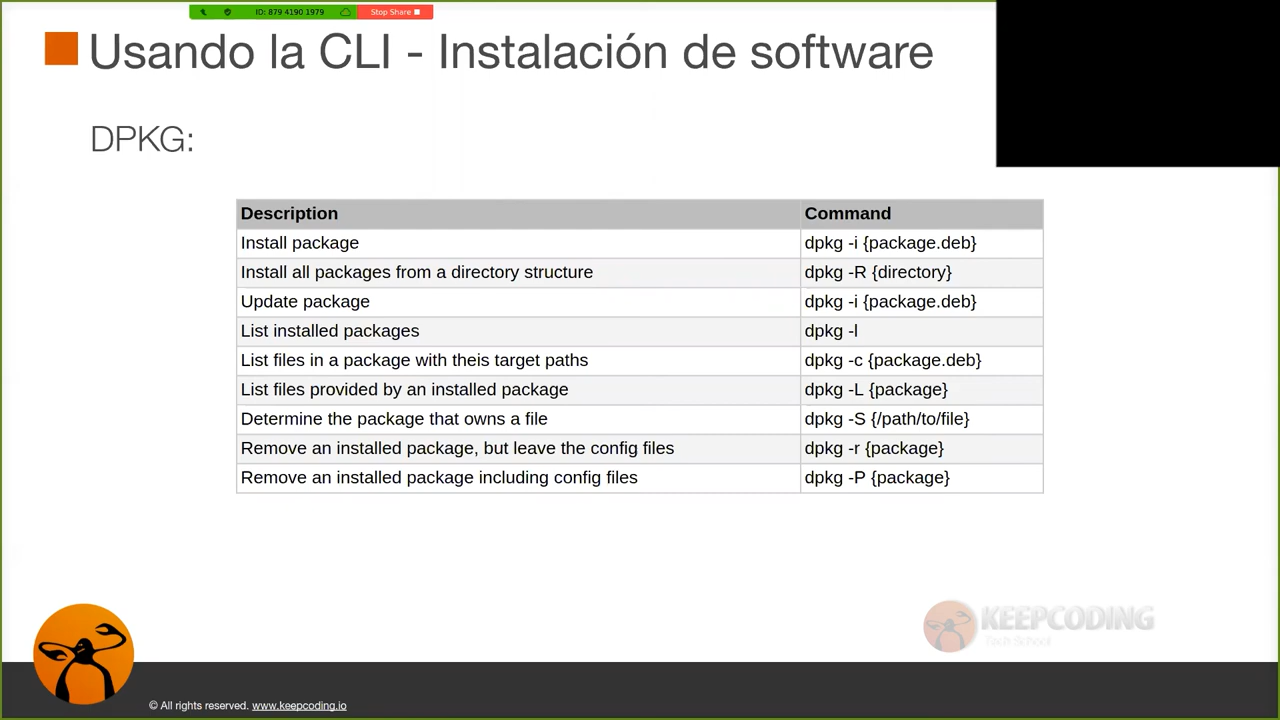 ID: 879 4190 1979 Stop Share
Usando la CLI - Instalación de software
DPKG:
Description Command
Install package dpkg -i {package.deb}
Install all packages from a directory structure dpkg -R {directory}
Update package dpkg -i {package.deb}
List installed packages dpkg -l
List files in a package with theis target paths dpkg -c {package.deb}
List files provided by an installed package dpkg -L {package}
Determine the package that owns a file dpkg -S {/path/to/file}
Remove an installed package, but leave the config files dpkg -r {package}
Remove an installed package including config files dpkg -P {package}
KEEPCODING
Tech School
© All rights reserved. www.keepcoding.io